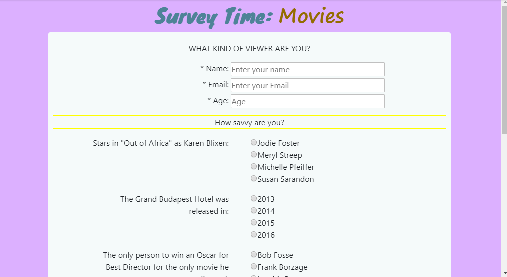 Survey Time: Movies
WHAT KIND OF VIEWER ARE YOU?
* Name: Enter your name
* Email: Enter your Email
* Age: Age
How savvy are you?
Stars in "Out of Africa" as Karen Blixen:
Jodie Foster
Meryl Streep
Michelle Pfeiffer
Susan Sarandon
The Grand Budapest Hotel was
released in:
2013
2014
2015
2016
The only person to win an Oscar for
Best Director for the only movie he
Bob Fosse
Frank Borzage